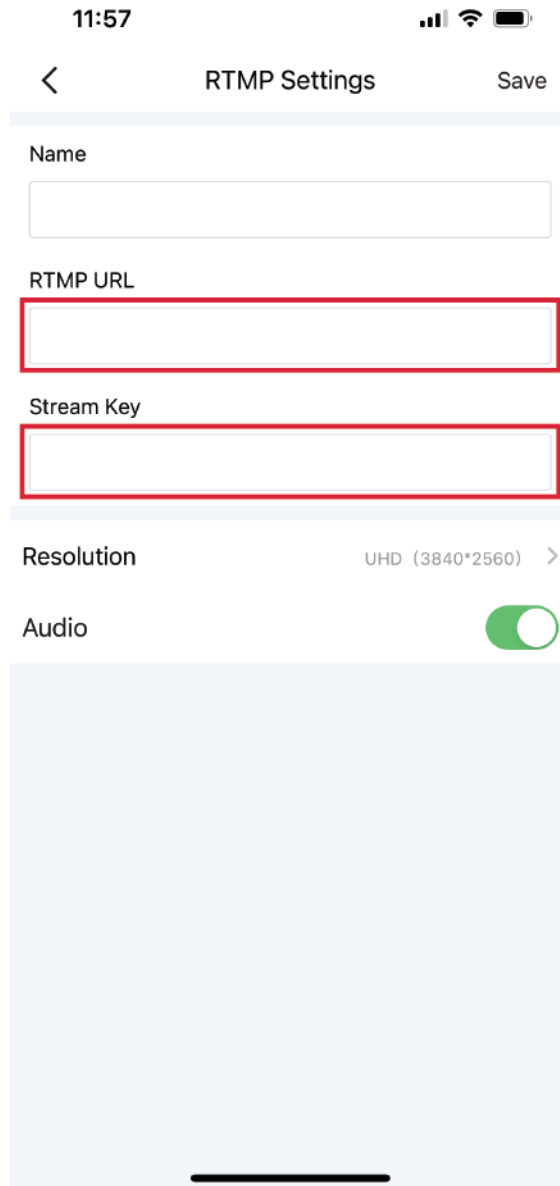 11:57
RTMP Settings Save
Name
RTMP URL
Stream Key
Resolution UHD (3840*2560)
Audio